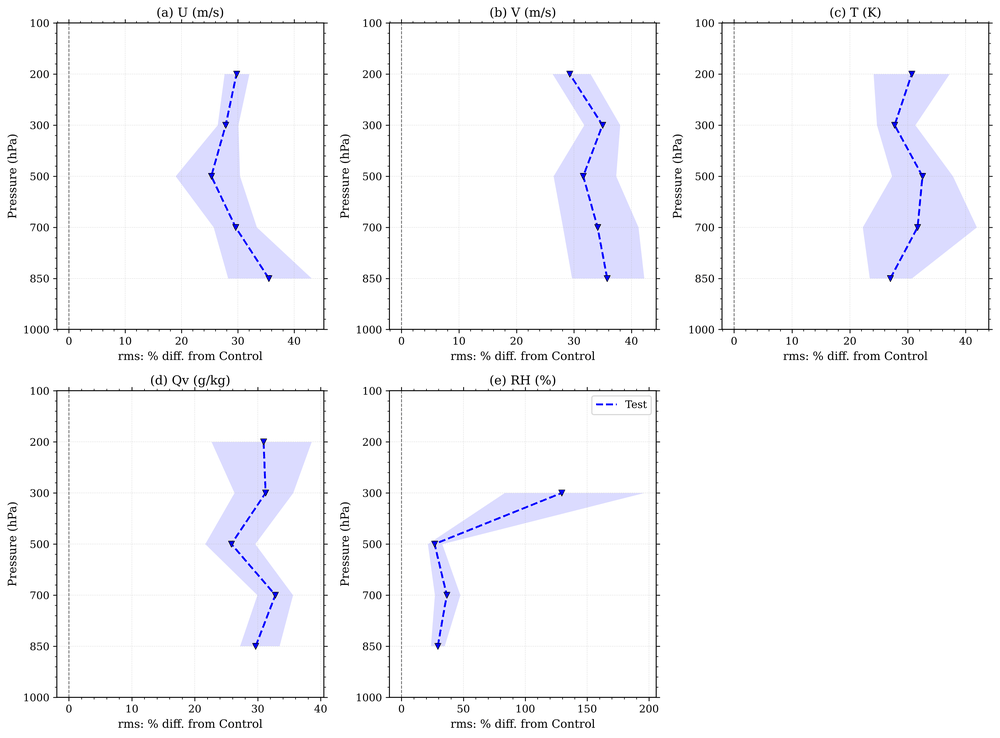 (a) U (m/s)
100
200
300
500
700
850
1000
Pressure (hPa)
0 10 20 30 40
rms: % diff. from Control
(b) V (m/s)
100
200
300
500
700
850
1000
Pressure (hPa)
0 10 20 30 40
rms: % diff. from Control
(c) T (K)
100
200
300
500
700
850
1000
Pressure (hPa)
0 10 20 30 40
rms: % diff. from Control
(d) Qv (g/kg)
100
200
300
500
700
850
1000
Pressure (hPa)
0 10 20 30 40
rms: % diff. from Control
(e) RH (%)
Test
100
200
300
500
700
850
1000
Pressure (hPa)
0 50 100 150 200
rms: % diff. from Control